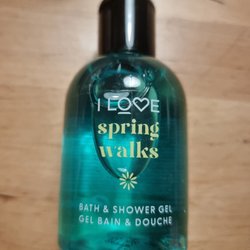 I LOVE
spring
walks
BATH & SHOWER GEL
GEL BAIN & DOUCHE